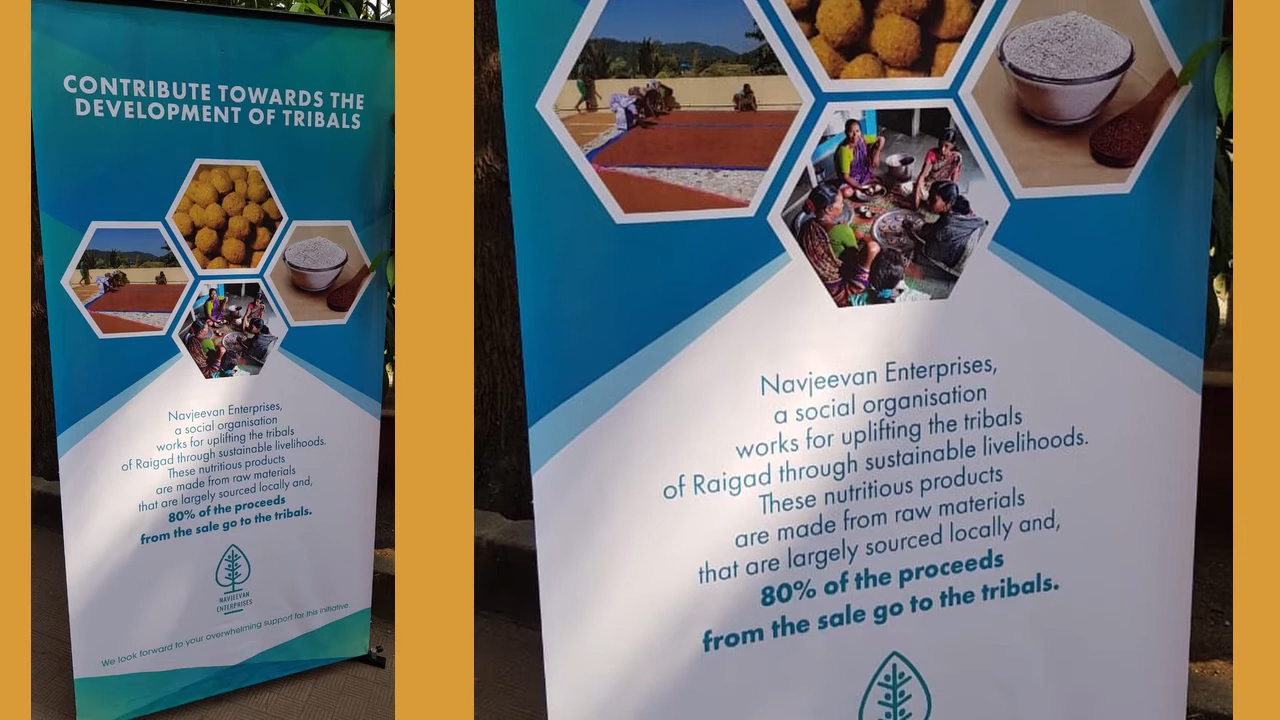 CONTRIBUTE TOWARDS THE
DEVELOPMENT OF TRIBALS
Navjeevan Enterprises,
a social organisation
works for uplifting the tribals
of Raigad through sustainable livelihoods.
These nutritious products
are made from raw materials
that are largely sourced locally and,
80% of the proceeds
from the sale go to the tribals.
NAVJEEVAN
ENTERPRISES
We look forward to your overwhelming support for this initiative.
Navjeevan Enterprises,
a social organisation
works for uplifting the tribals
of Raigad through sustainable livelihoods.
These nutritious products
are made from raw materials
that are largely sourced locally and,
80% of the proceeds
from the sale go to the tribals.